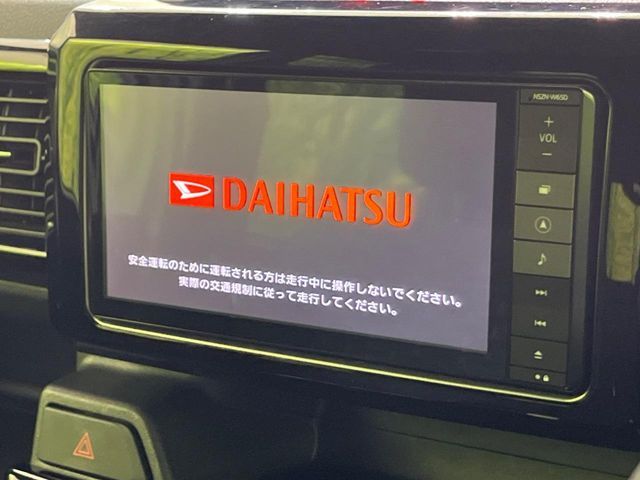 NSZN-W65D
+
VOL
-
DAIHATSU
安全運転のために運転される方は走行中に操作しないでください。
実際の交通規制に従って走行してください。